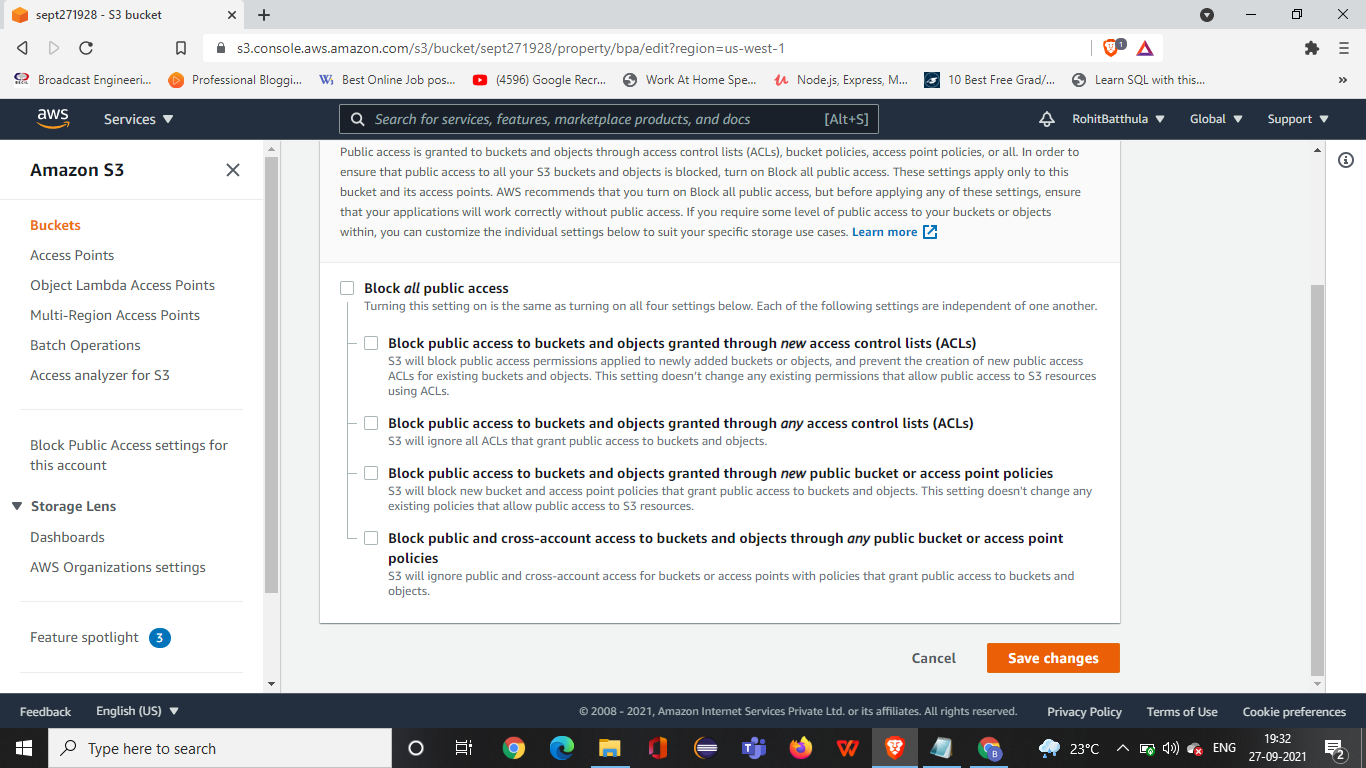 sept271928 - S3 bucket
s3.console.aws.amazon.com/s3/bucket/sept271928/property/bpa/edit?region=us-west-1
1
Broadcast Engineeri...
Professional Bloggi...
Best Online Job pos...
(4596) Google Recr...
Work At Home Spe...
Node.js, Express, M...
10 Best Free Grad/...
Learn SQL with this...
»
aws
Services
Search for services, features, marketplace products, and docs
[Alt+S]
RohitBatthula
Global
Support
Amazon S3
Buckets
Access Points
Object Lambda Access Points
Multi-Region Access Points
Batch Operations
Access analyzer for S3
Block Public Access settings for
this account
Storage Lens
Dashboards
AWS Organizations settings
Feature spotlight 3
Public access is granted to buckets and objects through access control lists (ACLs), bucket policies, access point policies, or all. In order to
ensure that public access to all your S3 buckets and objects is blocked, turn on Block all public access. These settings apply only to this
bucket and its access points. AWS recommends that you turn on Block all public access, but before applying any of these settings, ensure
that your applications will work correctly without public access. If you require some level of public access to your buckets or objects
within, you can customize the individual settings below to suit your specific storage use cases. Learn more
Block all public access
Turning this setting on is the same as turning on all four settings below. Each of the following settings are independent of one another.
Block public access to buckets and objects granted through new access control lists (ACLs)
S3 will block public access permissions applied to newly added buckets or objects, and prevent the creation of new public access
ACLs for existing buckets and objects. This setting doesn't change any existing permissions that allow public access to S3 resources
using ACLs.
Block public access to buckets and objects granted through any access control lists (ACLs)
S3 will ignore all ACLs that grant public access to buckets and objects.
Block public access to buckets and objects granted through new public bucket or access point policies
S3 will block new bucket and access point policies that grant public access to buckets and objects. This setting doesn't change any
existing policies that allow public access to S3 resources.
Block public and cross-account access to buckets and objects through any public bucket or access point
policies
S3 will ignore public and cross-account access for buckets or access points with policies that grant public access to buckets and
objects.
Cancel
Save changes
Feedback
English (US)
© 2008 - 2021, Amazon Internet Services Private Ltd. or its affiliates. All rights reserved.
Privacy Policy
Terms of Use
Cookie preferences
Type here to search
23°C
ENG
19:32
27-09-2021
2